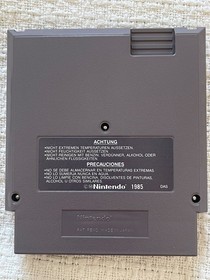 ACHTUNG
•NICHT EXTREMEN TEMPERATUREN AUSSETZEN.
•NICHT FEUCHTIGKEIT AUSSETZEN.
•NICHT REINIGEN MIT BENZIN, VERDÜNNER, ALKOHOL ODER
ÄHNLICHEN FLÜSSIGKEITEN.
PRECAUCIONES
•NO SE DEBE ALMACENAR EN TEMPERATURAS EXTREMAS.
•NO LO SUMERJA NUNCA EN AGUA.
•NO LO LIMPIE CON BENCINA, DISOLVENTES DE PINTURAS,
ALCOHOL U OTROS SIMILARES.
©Nintendo 1985